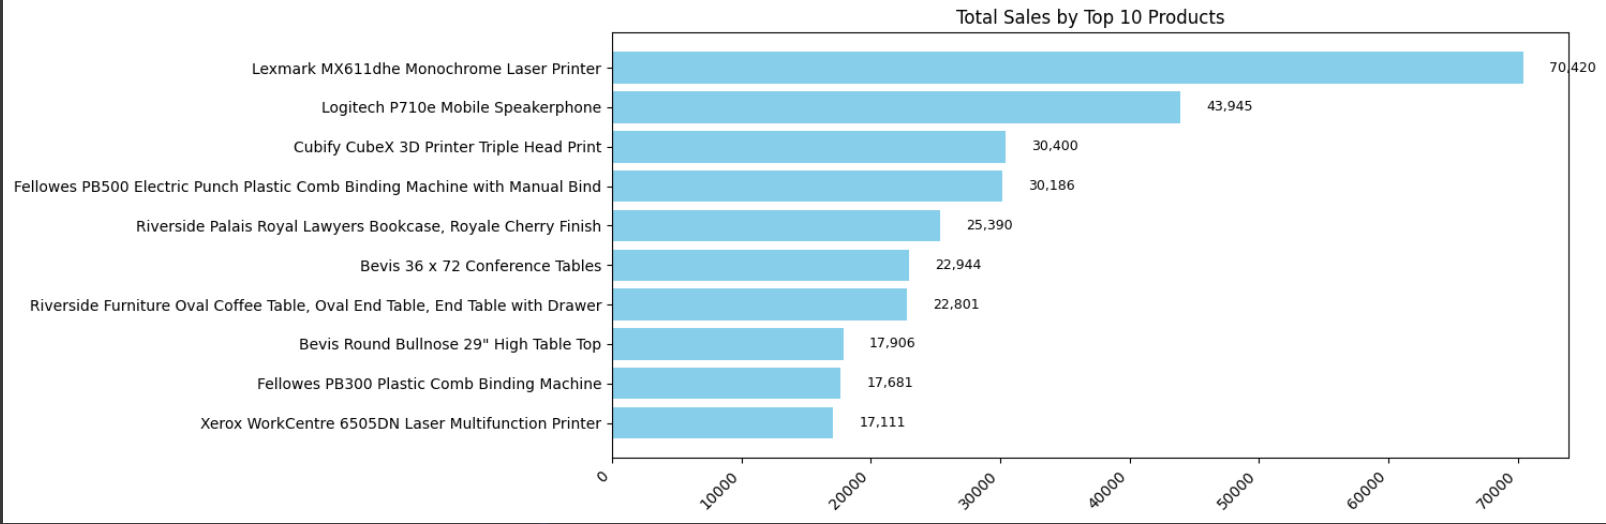 Total Sales by Top 10 Products
Lexmark MX611dhe Monochrome Laser Printer 70,420
Logitech P710e Mobile Speakerphone 43,945
Cubify CubeX 3D Printer Triple Head Print 30,400
Fellowes PB500 Electric Punch Plastic Comb Binding Machine with Manual Bind 30,186
Riverside Palais Royal Lawyers Bookcase, Royale Cherry Finish 25,390
Bevis 36 x 72 Conference Tables 22,944
Riverside Furniture Oval Coffee Table, Oval End Table, End Table with Drawer 22,801
Bevis Round Bullnose 29" High Table Top 17,906
Fellowes PB300 Plastic Comb Binding Machine 17,681
Xerox WorkCentre 6505DN Laser Multifunction Printer 17,111
0 10000 20000 30000 40000 50000 60000 70000